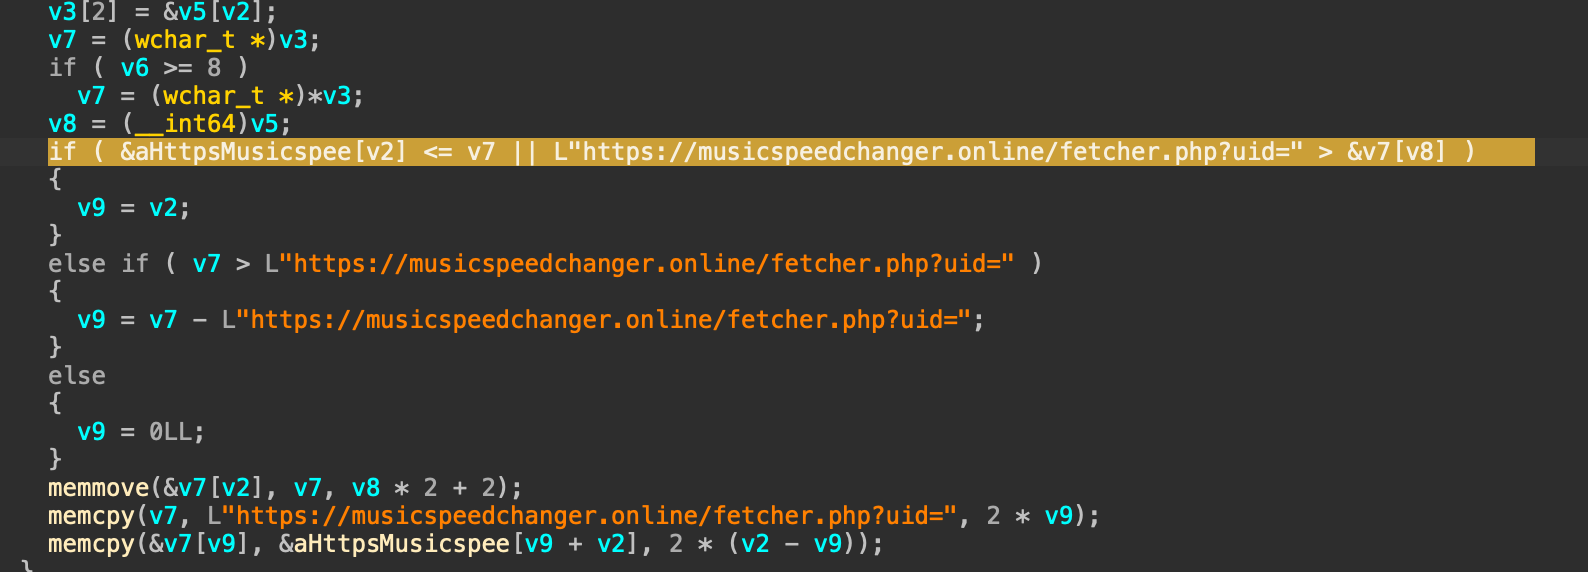 v3[2] = &v5[v2];
v7 = (wchar_t *)v3;
if ( v6 >= 8 )
v7 = (wchar_t *)*v3;
v8 = (__int64)v5;
if ( &aHttpsMusicspee[v2] <= v7 || L"https://musicspeedchanger.online/fetcher.php?uid=" > &v7[v8] )
{
v9 = v2;
}
else if ( v7 > L"https://musicspeedchanger.online/fetcher.php?uid=" )
{
v9 = v7 - L"https://musicspeedchanger.online/fetcher.php?uid=";
}
else
{
v9 = 0LL;
}
memmove(&v7[v2], v7, v8 * 2 + 2);
memcpy(v7, L"https://musicspeedchanger.online/fetcher.php?uid=", 2 * v9);
memcpy(&v7[v9], &aHttpsMusicspee[v9 + v2], 2 * (v2 - v9));
}